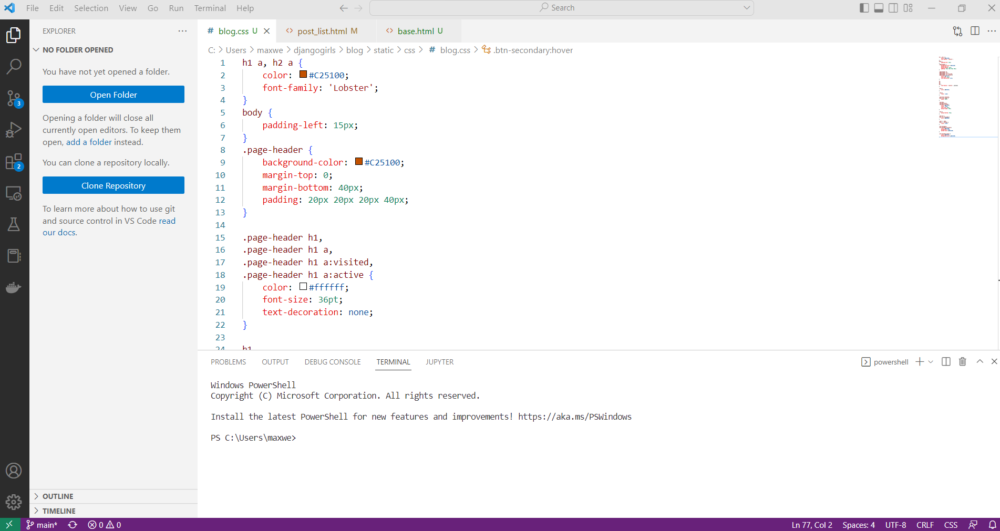 File Edit Selection View Go Run Terminal Help
Search
EXPLORER
NO FOLDER OPENED
You have not yet opened a folder.
Open Folder
Opening a folder will close all
currently open editors. To keep them
open, add a folder instead.
You can clone a repository locally.
Clone Repository
To learn more about how to use git
and source control in VS Code read
our docs.
3
2
OUTLINE
TIMELINE
# blog.css U
<> post_list.html M
<> base.html U
C: > Users > maxwe > djangogirls > blog > static > css > # blog.css > .btn-secondary:hover
1 h1 a, h2 a {
2     color: #C25100;
3     font-family: 'Lobster';
4 }
5 body {
6     padding-left: 15px;
7 }
8 .page-header {
9     background-color: #C25100;
10     margin-top: 0;
11     margin-bottom: 40px;
12     padding: 20px 20px 20px 40px;
13 }
14
15 .page-header h1,
16 .page-header h1 a,
17 .page-header h1 a:visited,
18 .page-header h1 a:active {
19     color: #ffffff;
20     font-size: 36pt;
21     text-decoration: none;
22 }
23
24 h1
PROBLEMS OUTPUT DEBUG CONSOLE TERMINAL JUPYTER
powershell
Windows PowerShell
Copyright (C) Microsoft Corporation. All rights reserved.
Install the latest PowerShell for new features and improvements! https://aka.ms/PSWindows
PS C:\Users\maxwe>
main* 0 0
Ln 77, Col 2 Spaces: 4 UTF-8 CRLF CSS